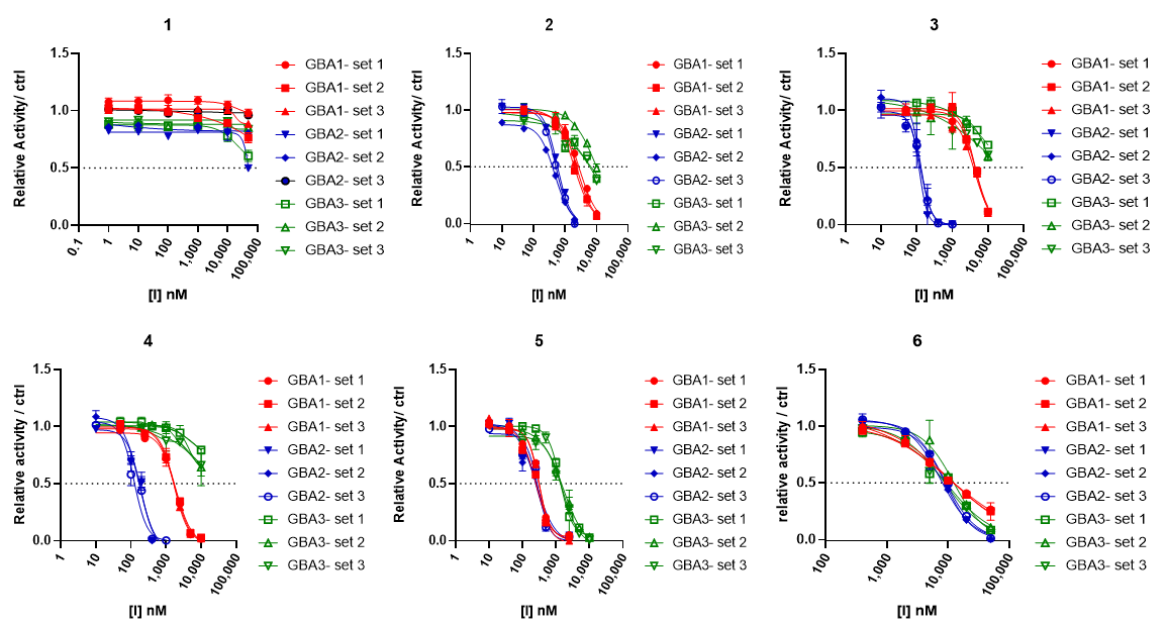 1
Relative Activity/ ctrl
1.5
1.0
0.5
0.0
0.1
1
10
100
1,000
10,000
100,000
[I] nM
GBA1- set 1
GBA1- set 2
GBA1- set 3
GBA2- set 1
GBA2- set 2
GBA2- set 3
GBA3- set 1
GBA3- set 2
GBA3- set 3
2
Relative Activity/ ctrl
1.5
1.0
0.5
0.0
1
10
100
1,000
10,000
100,000
[I] nM
GBA1- set 1
GBA1- set 2
GBA1- set 3
GBA2- set 1
GBA2- set 2
GBA2- set 3
GBA3- set 1
GBA3- set 2
GBA3- set 3
3
Relative Activity/ ctrl
1.5
1.0
0.5
0.0
1
10
100
1,000
10,000
100,000
[I] nM
GBA1- set 1
GBA1- set 2
GBA1- set 3
GBA2- set 1
GBA2- set 2
GBA2- set 3
GBA3- set 1
GBA3- set 2
GBA3- set 3
4
Relative activity / ctrl
1.5
1.0
0.5
0.0
1
10
100
1,000
10,000
100,000
[I] nM
GBA1- set 1
GBA1- set 2
GBA1- set 3
GBA2- set 1
GBA2- set 2
GBA2- set 3
GBA3- set 1
GBA3- set 2
GBA3- set 3
5
Relative activity/ ctrl
1.5
1.0
0.5
0.0
1
10
100
1,000
10,000
100,000
[I] nM
GBA1- set 1
GBA1- set 2
GBA1- set 3
GBA2- set 1
GBA2- set 2
GBA2- set 3
GBA3- set 1
GBA3- set 2
GBA3- set 3
6
relative activity / ctrl
1.5
1.0
0.5
0.0
100
1,000
10,000
100,000
[I] nM
GBA1- set 1
GBA1- set 2
GBA1- set 3
GBA2- set 1
GBA2- set 2
GBA2- set 3
GBA3- set 1
GBA3- set 2
GBA3- set 3